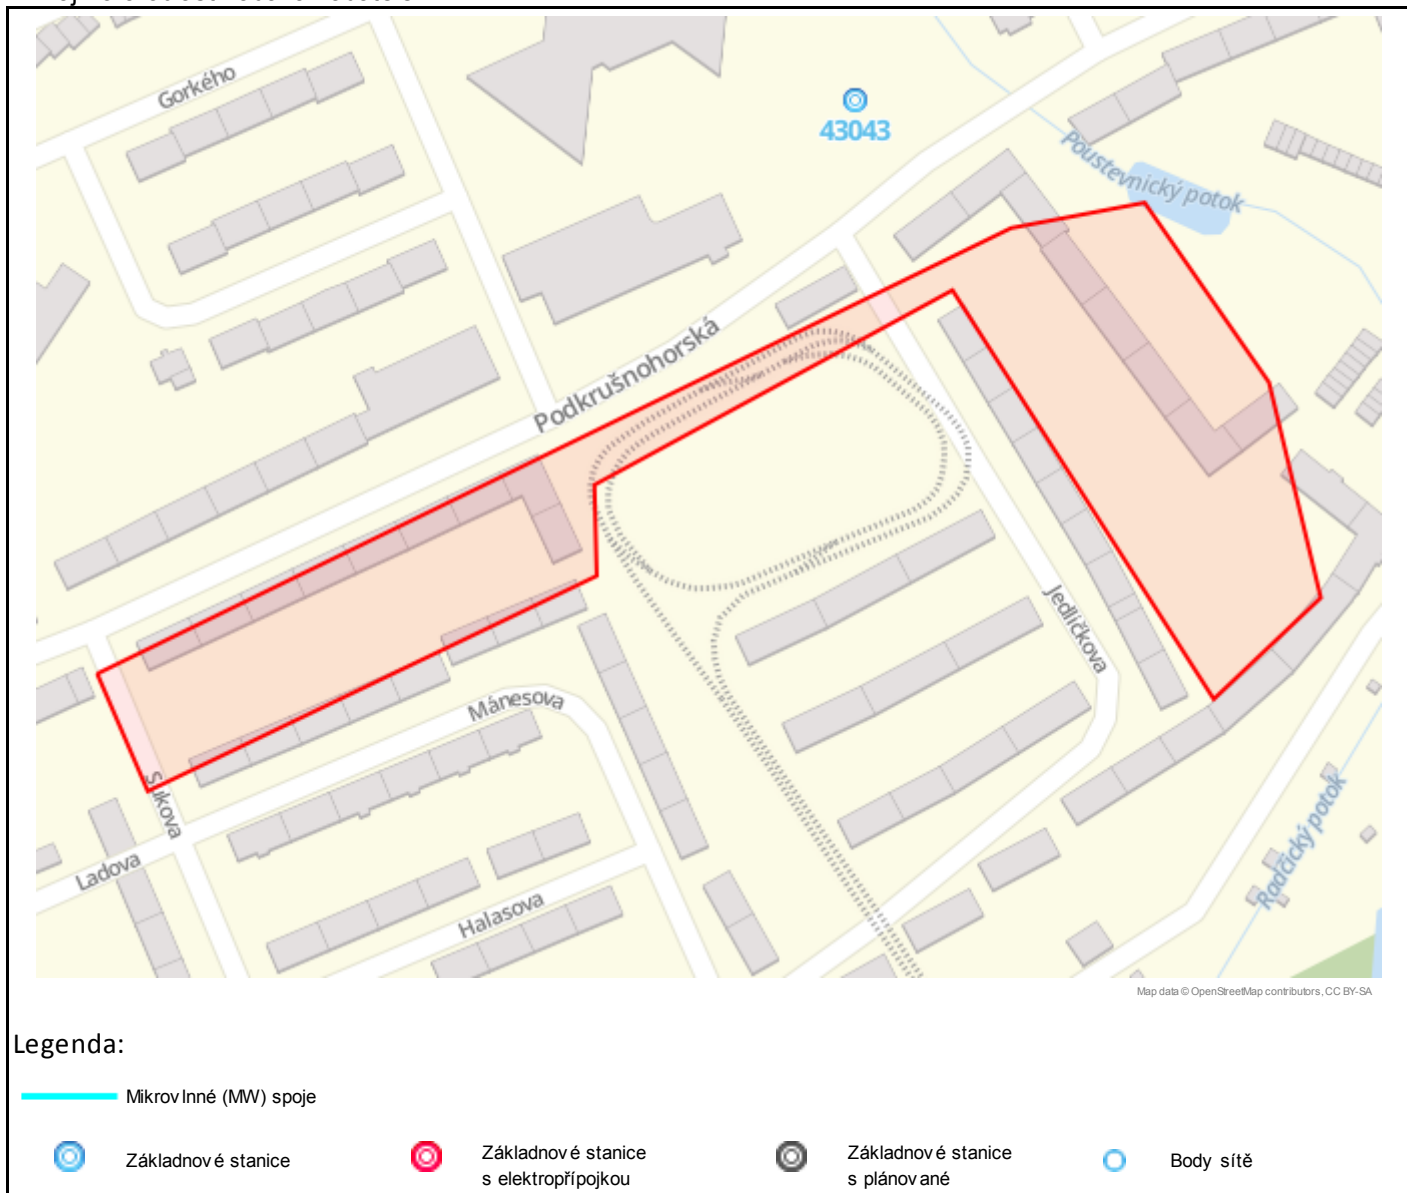 Gorkého
43043
Poustevnický potok
Podkrušnohorská
Jedličkova
Mánesova
Sukova
Ladova
Halasova
Radčický potok
Map data © OpenStreetMap contributors, CC BY-SA
Legenda:
Mikrovlnné (MW) spoje
Základnové stanice
Základnové stanice
s elektropřípojkou
Základnové stanice
s plánované
Body sítě